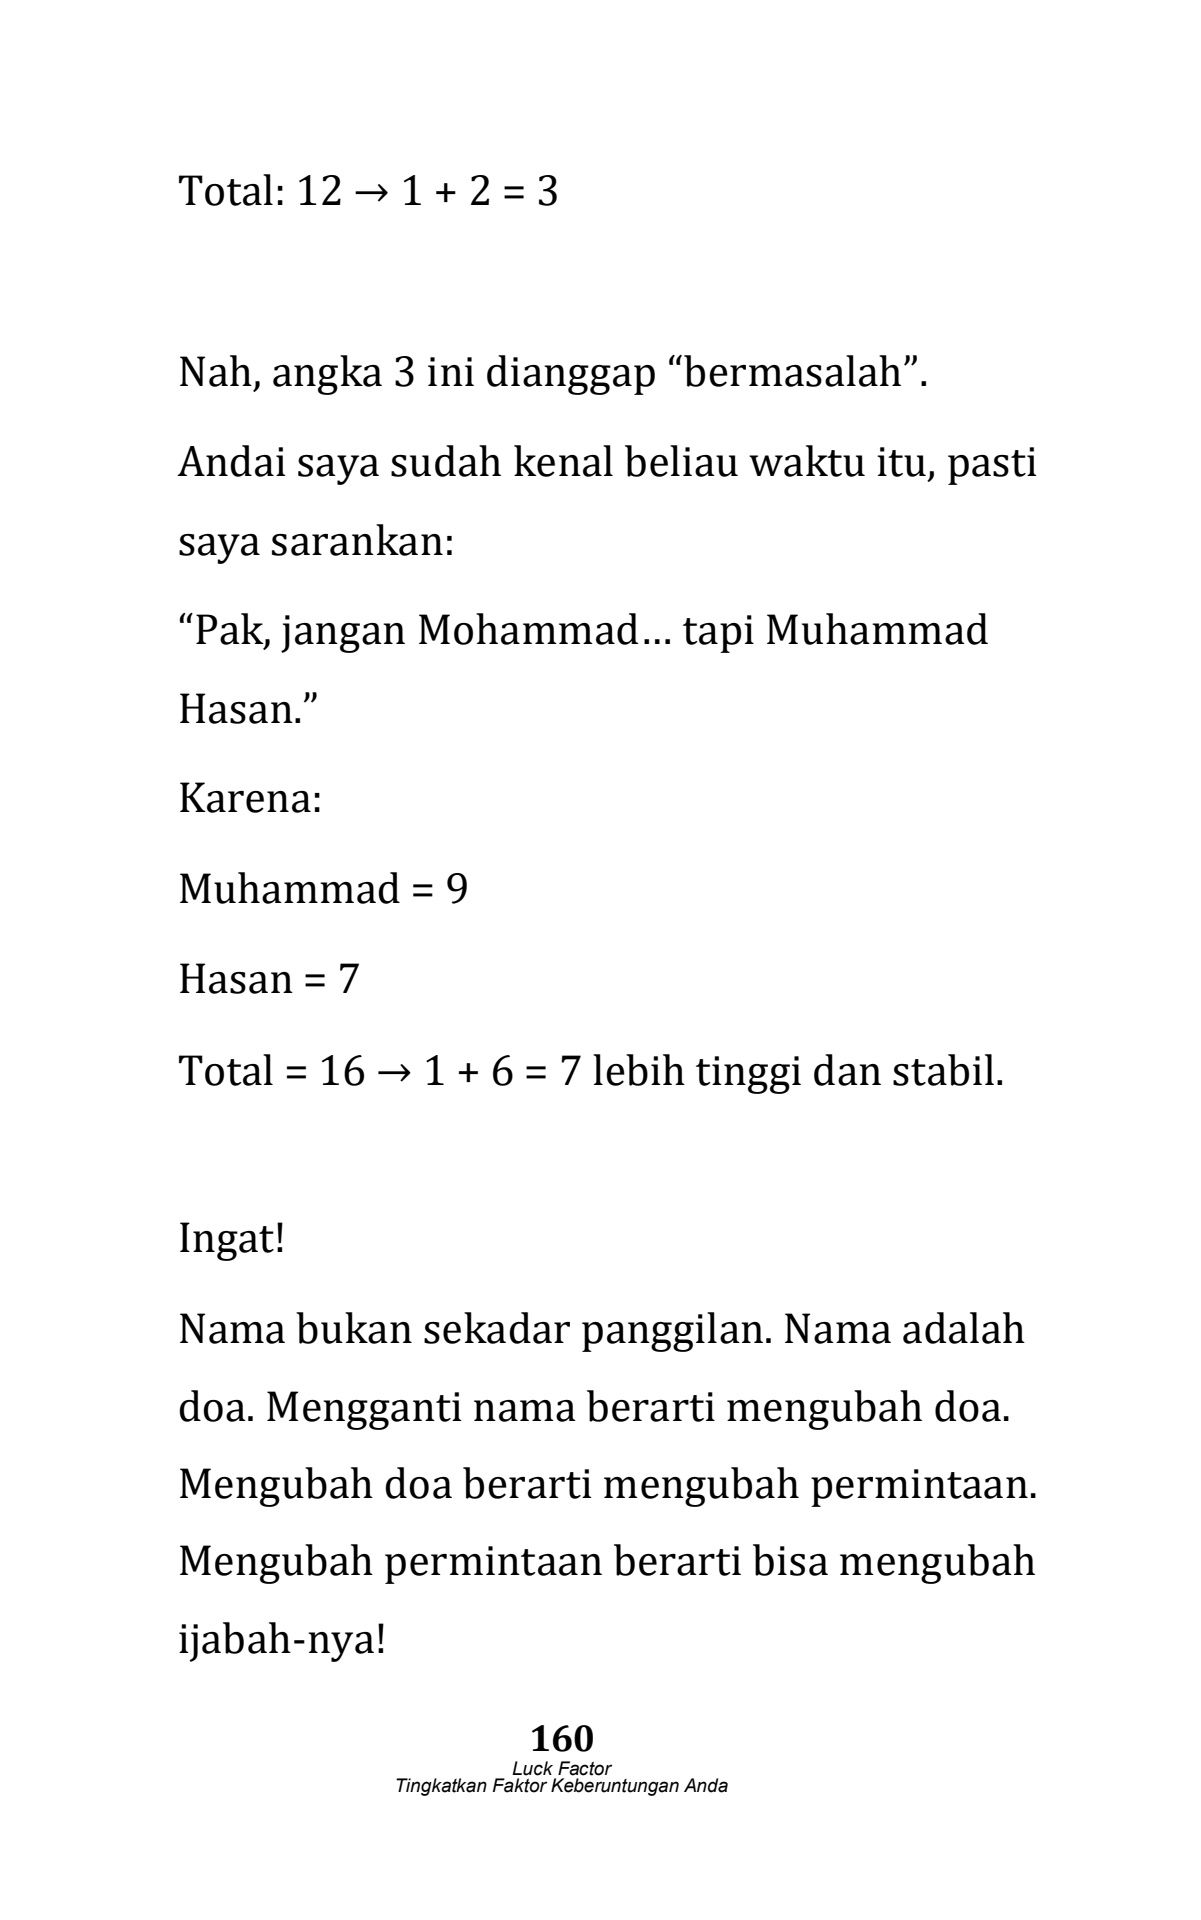 Total: 12 → 1 + 2 = 3
Nah, angka 3 ini dianggap “bermasalah”.
Andai saya sudah kenal beliau waktu itu, pasti
saya sarankan:
“Pak, jangan Mohammad… tapi Muhammad
Hasan.”
Karena:
Muhammad = 9
Hasan = 7
Total = 16 → 1 + 6 = 7 lebih tinggi dan stabil.
Ingat!
Nama bukan sekadar panggilan. Nama adalah
doa. Mengganti nama berarti mengubah doa.
Mengubah doa berarti mengubah permintaan.
Mengubah permintaan berarti bisa mengubah
ijabah-nya!
160
Luck Factor
Tingkatkan Faktor Keberuntungan Anda